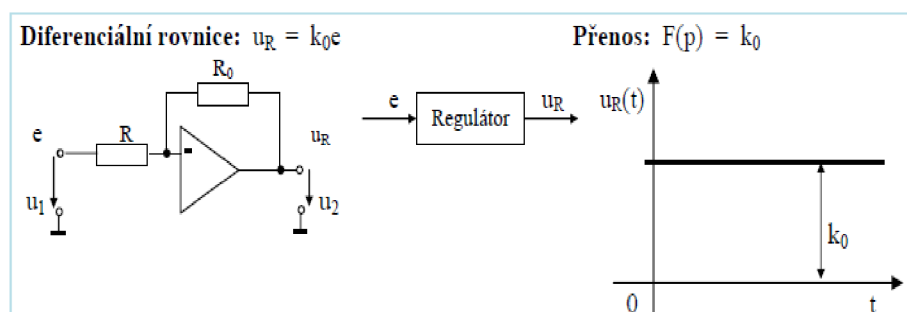 Diferenciální rovnice: uR = k0e
Přenos: F(p) = k0
R0
e
R
-
uR
u1
u2
e
Regulátor
uR
uR(t)
k0
0
t